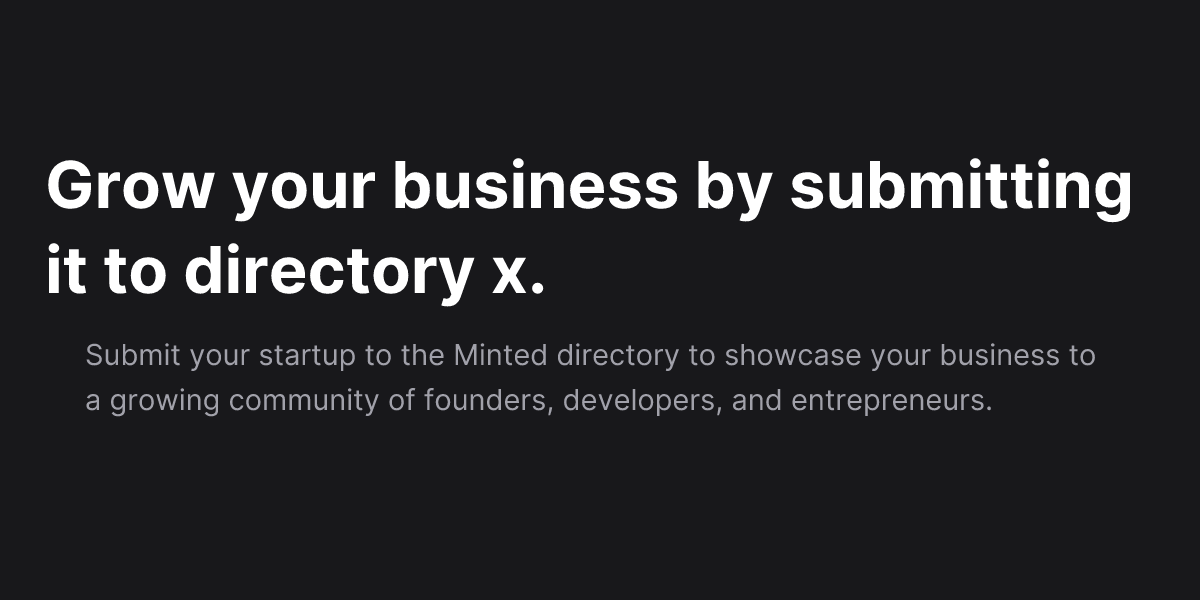 Grow your business by submitting
it to directory x.
Submit your startup to the Minted directory to showcase your business to
a growing community of founders, developers, and entrepreneurs.